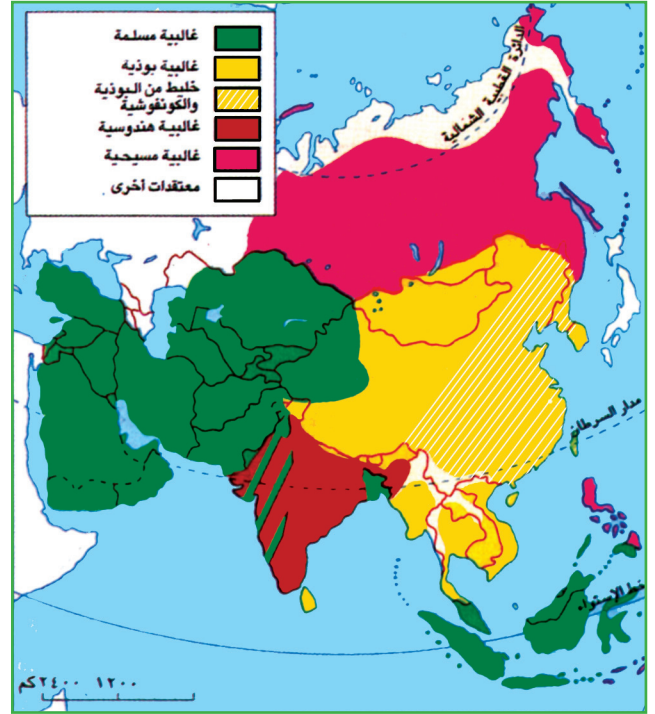 غالبية مسلمة
غالبية بوذية
خليط من البوذية
والكونفوشية
غالبية هندوسية
غالبية مسيحية
معتقدات أخرى
الدائرة القطبية الشمالية
مدار السرطان
خط الإستواء
١٢٠٠ ٢٤٠٠ كم